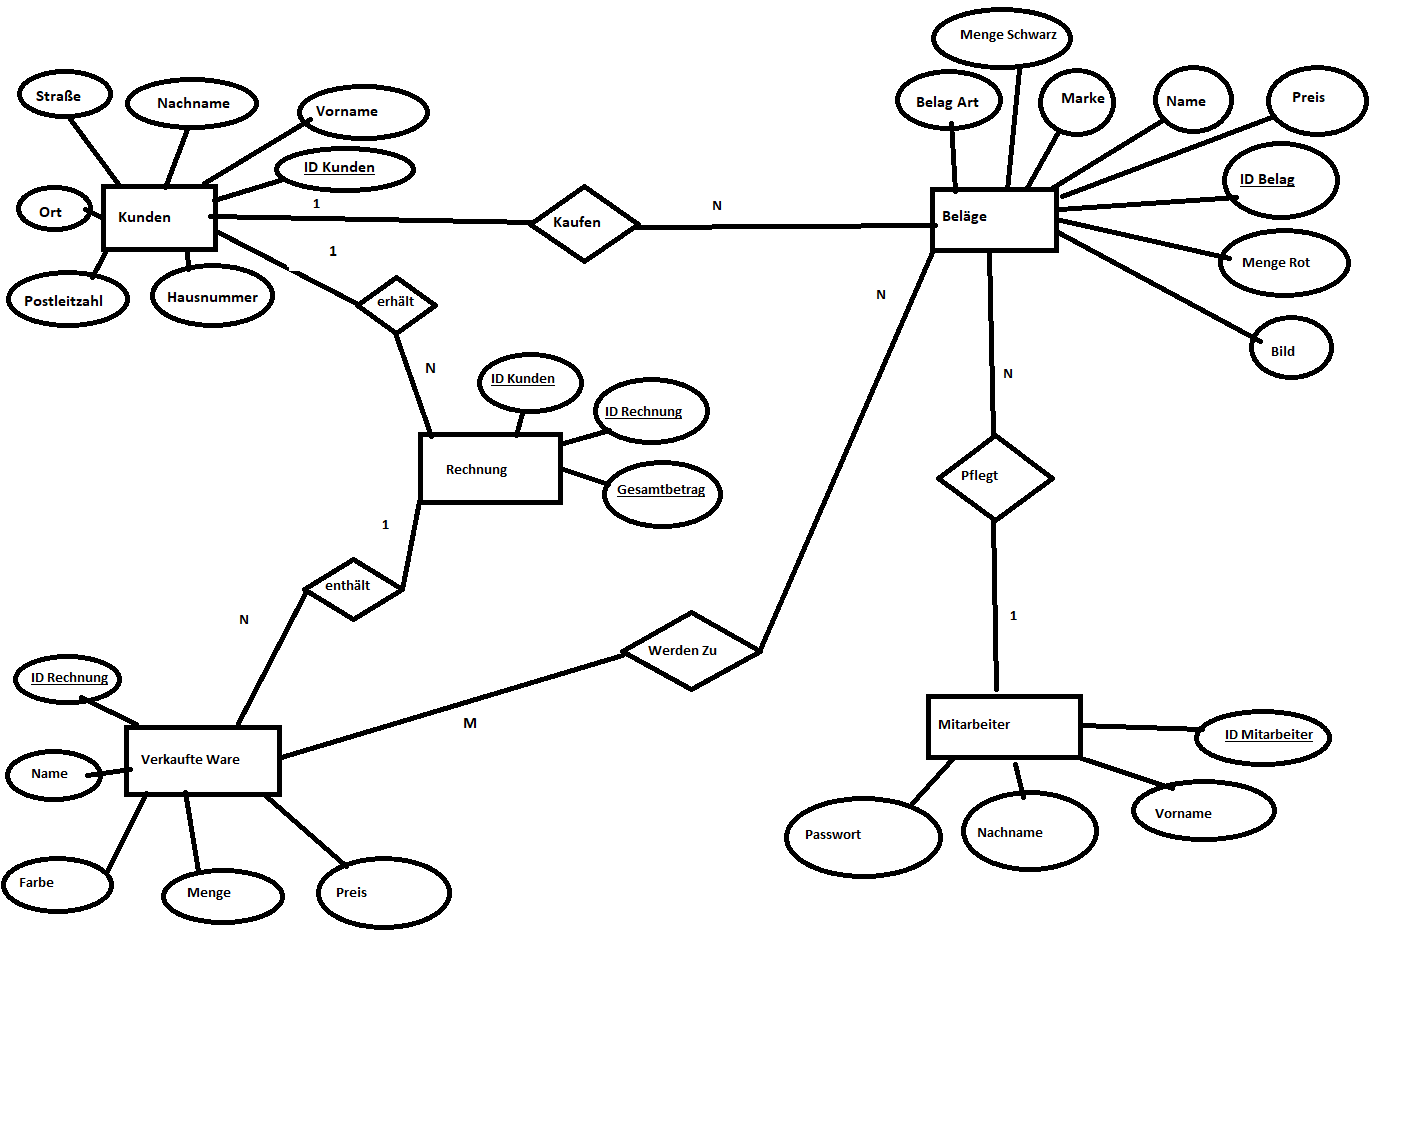 Menge Schwarz
Straße
Nachname
Vorname
Belag Art
Marke
Name
Preis
ID Kunden
ID Belag
Ort
Kunden
1
Kaufen
N
Beläge
1
Menge Rot
Postleitzahl
Hausnummer
erhält
N
Bild
N
ID Kunden
N
ID Rechnung
Rechnung
Pflegt
Gesamtbetrag
1
enthält
N
1
Werden Zu
ID Rechnung
M
Mitarbeiter
ID Mitarbeiter
Verkaufte Ware
Name
Vorname
Passwort
Nachname
Farbe
Menge
Preis